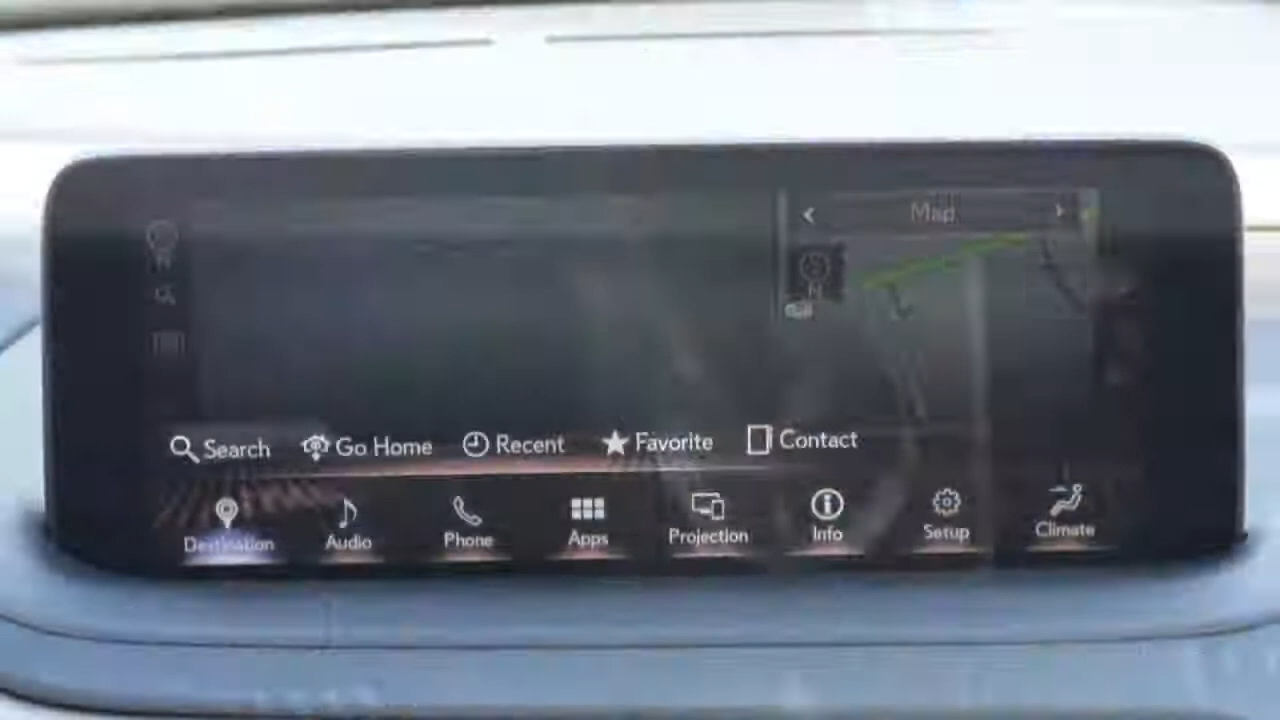 Map
N
Search Go Home Recent Favorite Contact
Destination Audio Phone Apps Projection Info Setup Climate